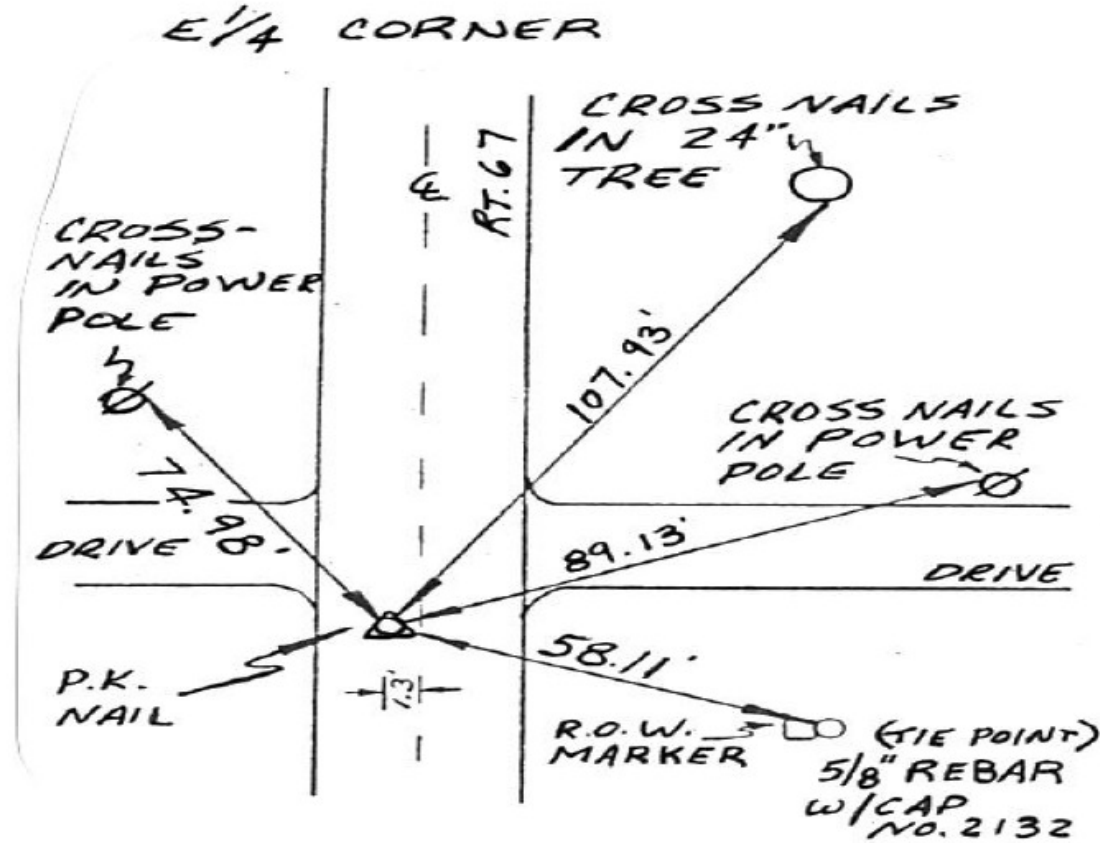 E 1/4 CORNER
CROSS NAILS
IN 24"
TREE
℄
RT. 67
CROSS-
NAILS
IN POWER
POLE
107.93'
CROSS NAILS
IN POWER
POLE
74.98'
DRIVE
89.13'
DRIVE
58.11'
P.K.
NAIL
1.3'
R.O.W.
MARKER
(TIE POINT)
5/8" REBAR
w/CAP
NO. 2132